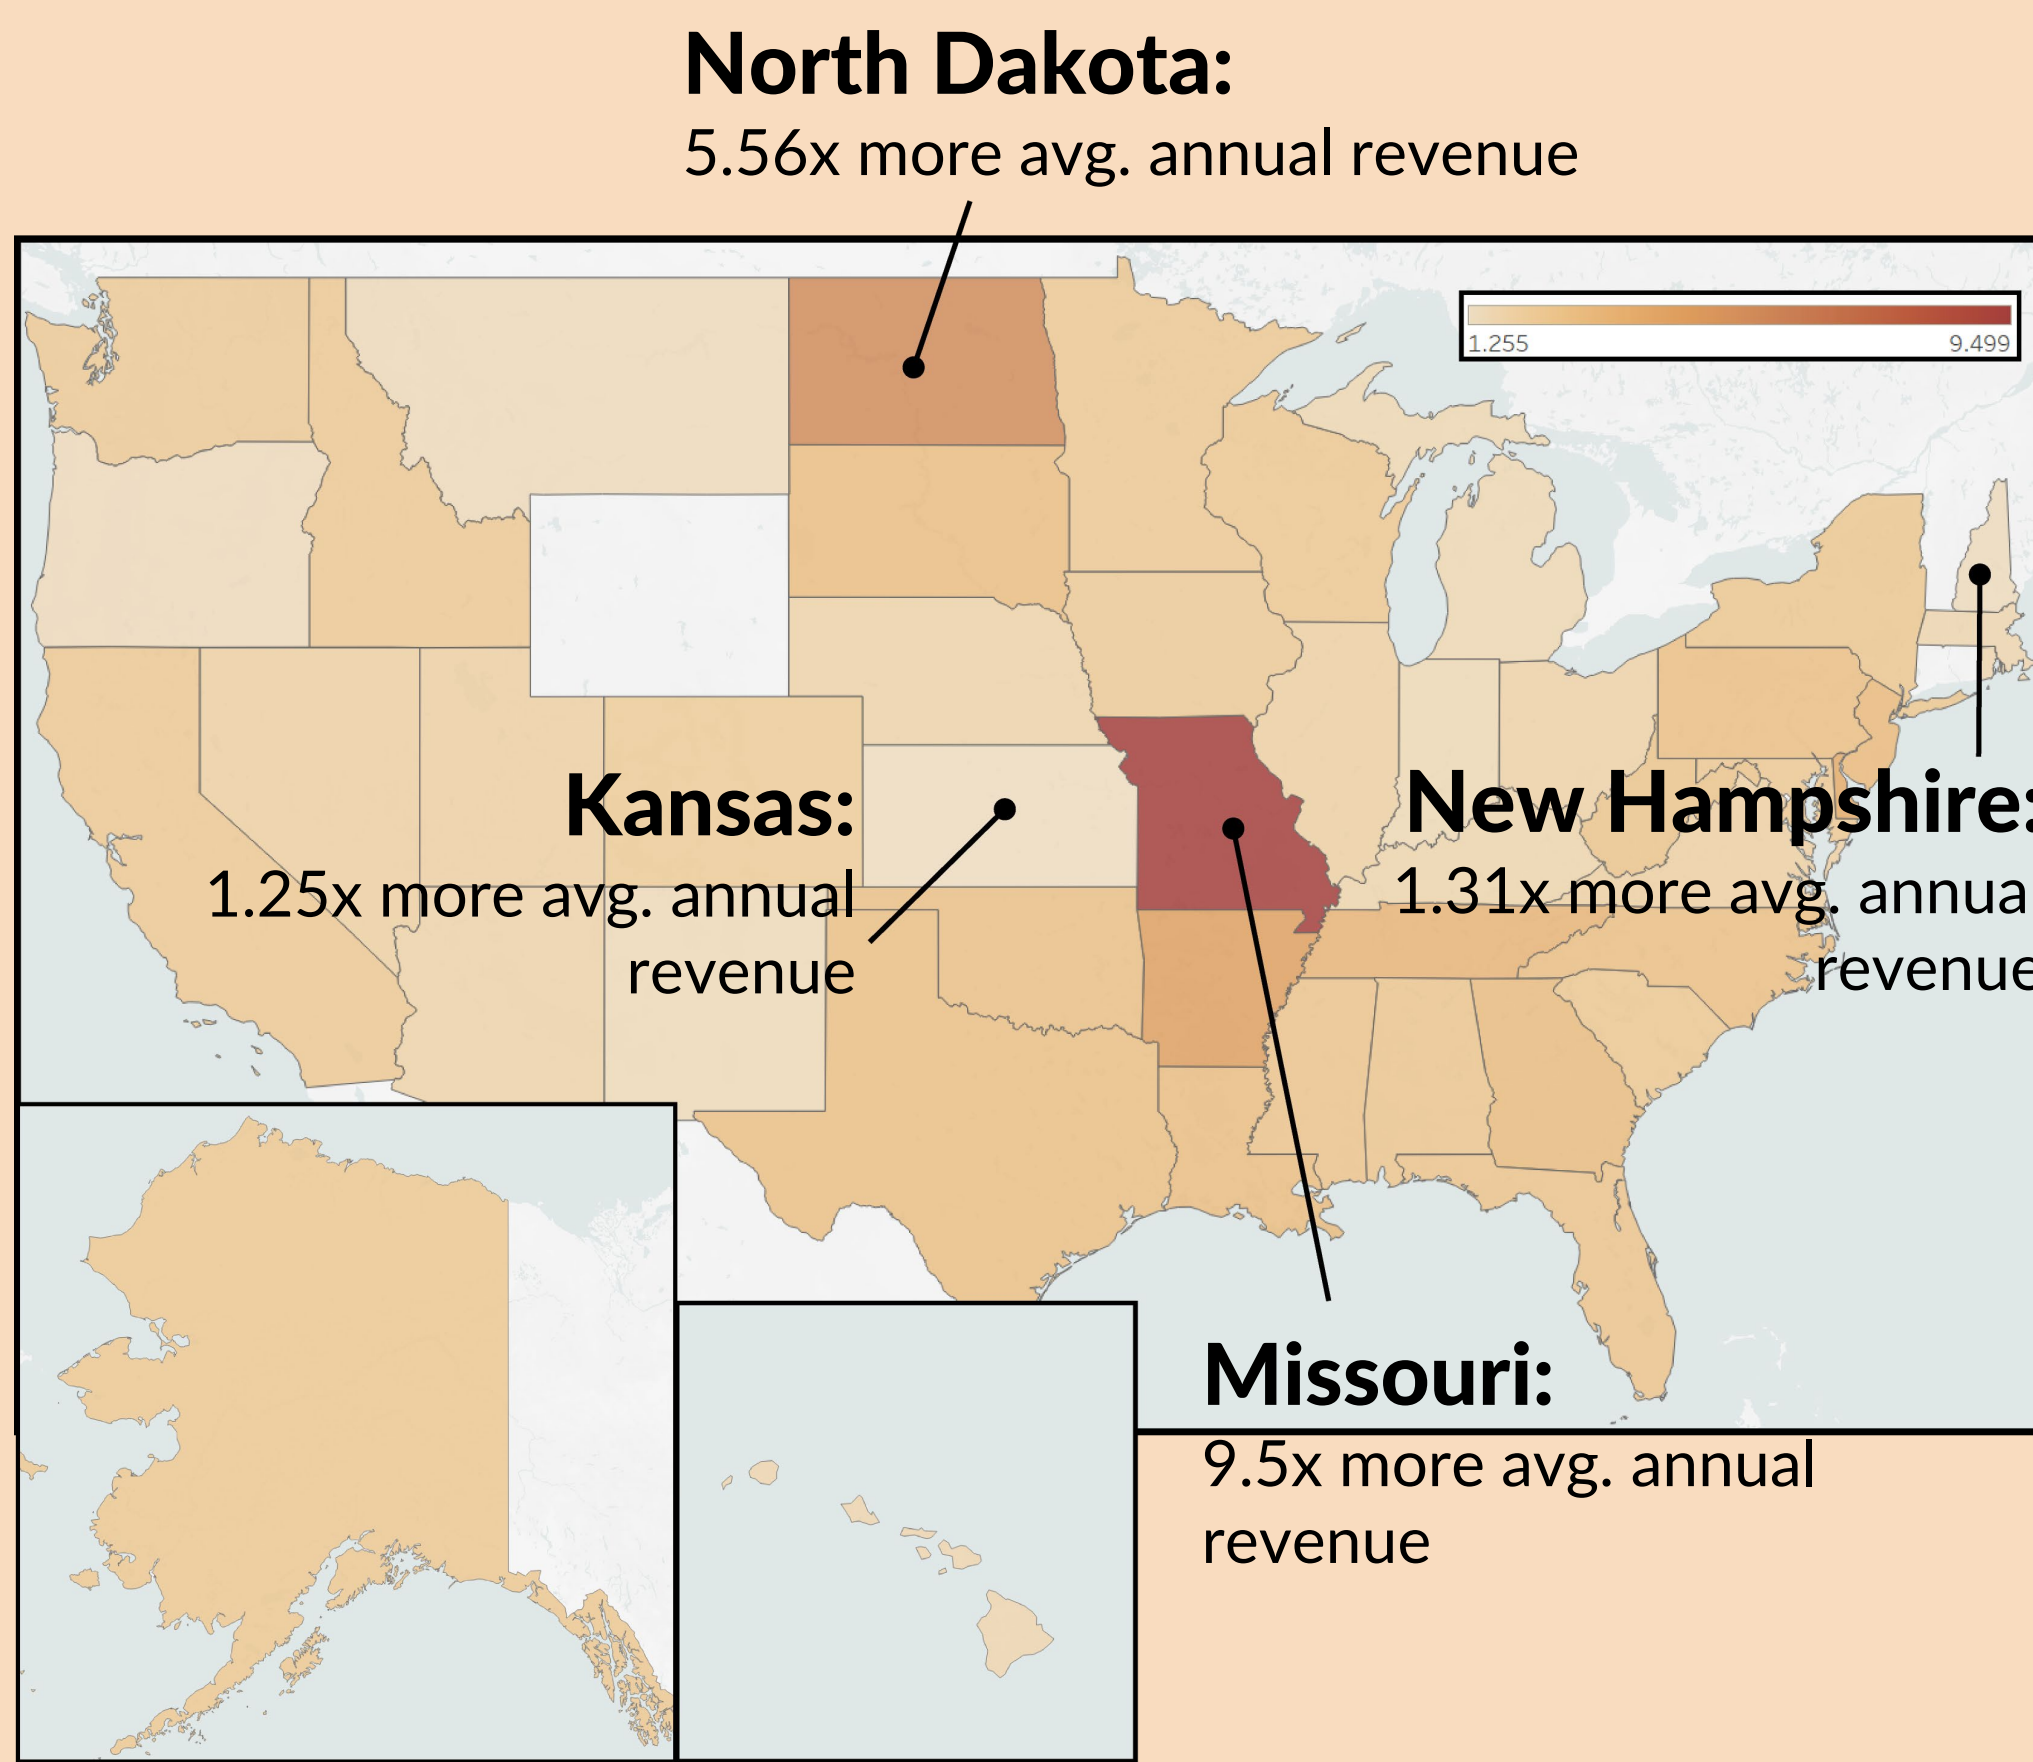 North Dakota:
5.56x more avg. annual revenue
1.255
9.499
Kansas:
1.25x more avg. annual
revenue
New Hampshire:
1.31x more avg. annua
revenue
Missouri:
9.5x more avg. annual
revenue